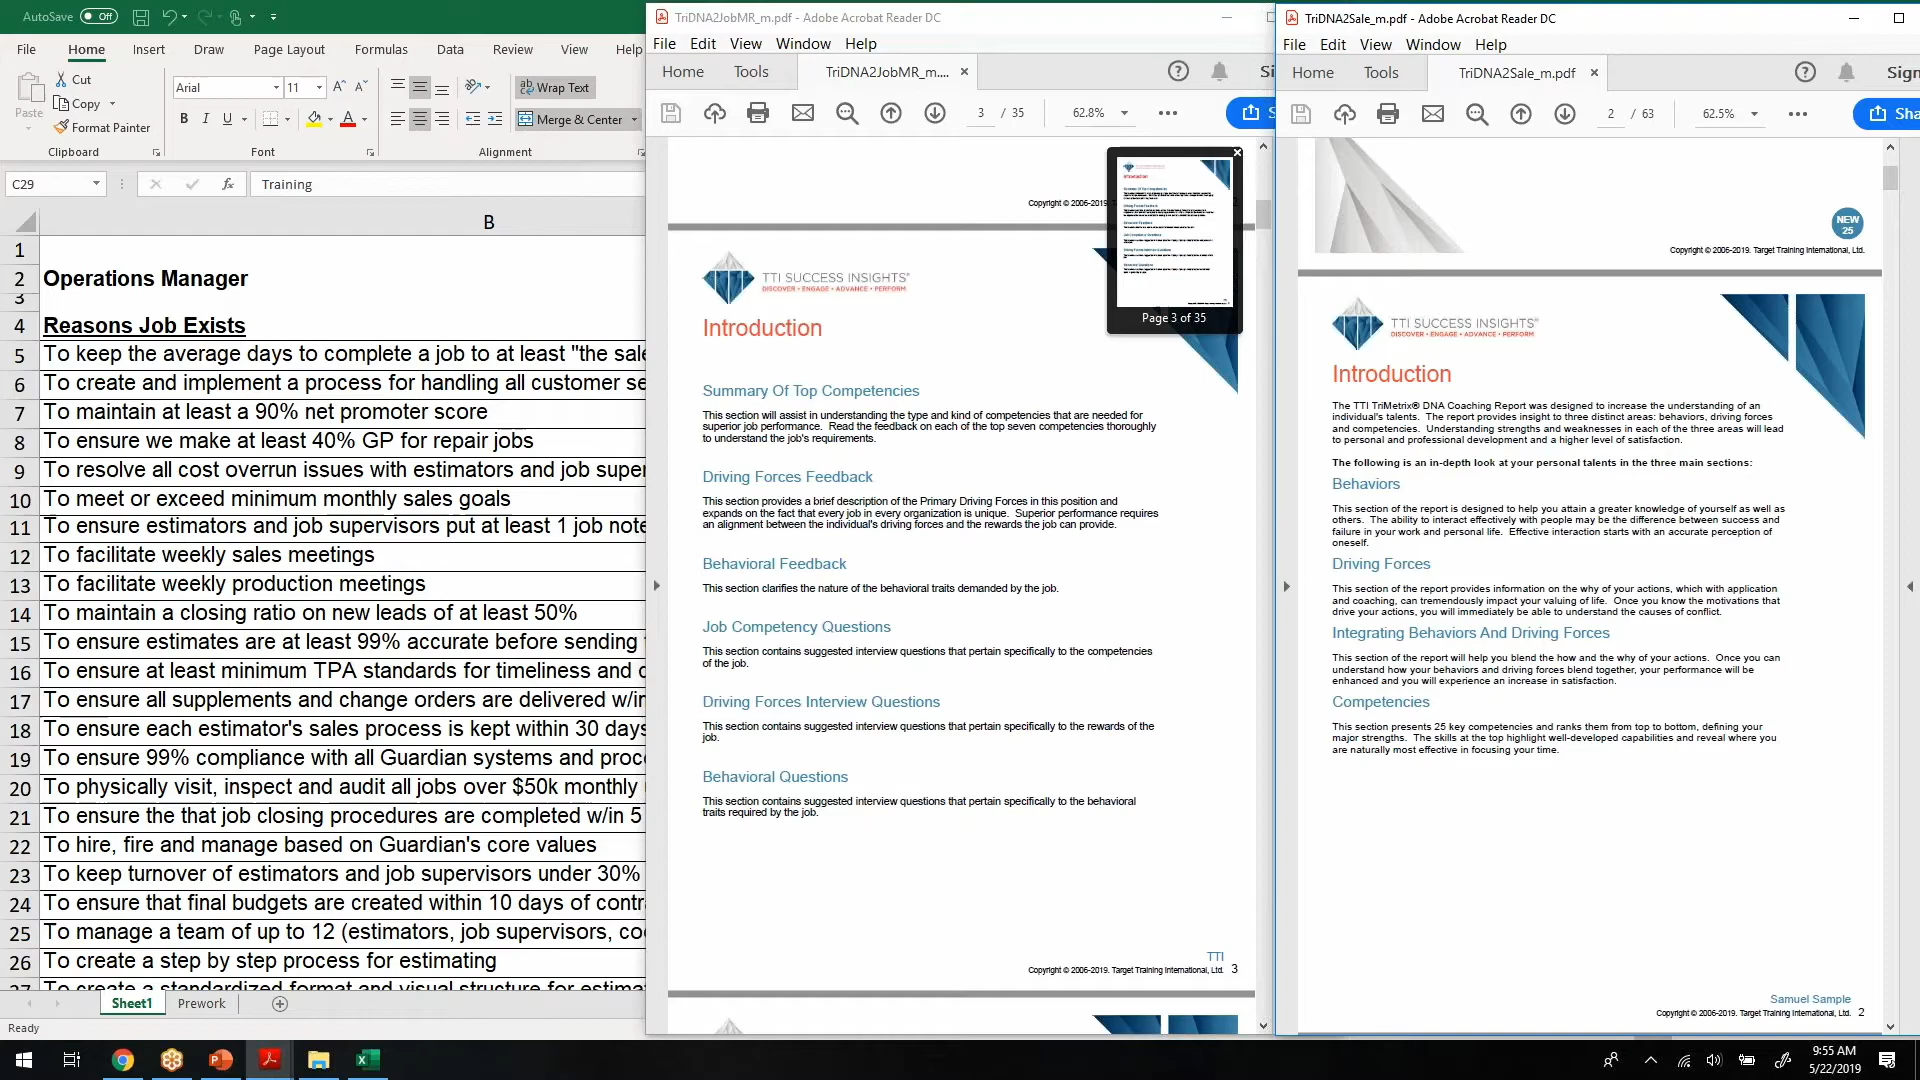 AutoSave Off
File Home Insert Draw Page Layout Formulas Data Review View Help
Paste
Cut
Copy
Format Painter
Arial 11
B I U
Wrap Text
Merge & Center
Clipboard Font Alignment
C29 fx Training
B
1
2 Operations Manager
3
4 Reasons Job Exists
5 To keep the average days to complete a job to at least "the sale
6 To create and implement a process for handling all customer se
7 To maintain at least a 90% net promoter score
8 To ensure we make at least 40% GP for repair jobs
9 To resolve all cost overrun issues with estimators and job super
10 To meet or exceed minimum monthly sales goals
11 To ensure estimators and job supervisors put at least 1 job note
12 To facilitate weekly sales meetings
13 To facilitate weekly production meetings
14 To maintain a closing ratio on new leads of at least 50%
15 To ensure estimates are at least 99% accurate before sending
16 To ensure at least minimum TPA standards for timeliness and
17 To ensure all supplements and change orders are delivered w/in
18 To ensure each estimator's sales process is kept within 30 days
19 To ensure 99% compliance with all Guardian systems and proc
20 To physically visit, inspect and audit all jobs over $50k monthly
21 To ensure the that job closing procedures are completed w/in 5
22 To hire, fire and manage based on Guardian's core values
23 To keep turnover of estimators and job supervisors under 30%
24 To ensure that final budgets are created within 10 days of contr
25 To manage a team of up to 12 (estimators, job supervisors, co
26 To create a step by step process for estimating
27 To create a standardized format and visual structure for estima
Sheet1 Prework
Ready
TriDNA2JobMR_m.pdf - Adobe Acrobat Reader DC
File Edit View Window Help
Home Tools TriDNA2JobMR_m.... × Si
3 / 35 62.8% S
Copyright © 2006-2019.
Introduction
Page 3 of 35
TTI SUCCESS INSIGHTS®
DISCOVER • ENGAGE • ADVANCE • PERFORM
Introduction
Summary Of Top Competencies
This section will assist in understanding the type and kind of competencies that are needed for
superior job performance. Read the feedback on each of the top seven competencies thoroughly
to understand the job's requirements.
Driving Forces Feedback
This section provides a brief description of the Primary Driving Forces in this position and
expands on the fact that every job in every organization is unique. Superior performance requires
an alignment between the individual's driving forces and the rewards the job can provide.
Behavioral Feedback
This section clarifies the nature of the behavioral traits demanded by the job.
Job Competency Questions
This section contains suggested interview questions that pertain specifically to the competencies
of the job.
Driving Forces Interview Questions
This section contains suggested interview questions that pertain specifically to the rewards of the
job.
Behavioral Questions
This section contains suggested interview questions that pertain specifically to the behavioral
traits required by the job.
TTI
Copyright © 2006-2019. Target Training International, Ltd. 3
TriDNA2Sale_m.pdf - Adobe Acrobat Reader DC
File Edit View Window Help
Home Tools TriDNA2Sale_m.pdf × Sign
2 / 63 62.5% Sha
NEW
25
Copyright © 2006-2019. Target Training International, Ltd.
TTI SUCCESS INSIGHTS®
DISCOVER • ENGAGE • ADVANCE • PERFORM
Introduction
The TTI TriMetrix® DNA Coaching Report was designed to increase the understanding of an
individual's talents. The report provides insight to three distinct areas: behaviors, driving forces
and competencies. Understanding strengths and weaknesses in each of the three areas will lead
to personal and professional development and a higher level of satisfaction.
The following is an in-depth look at your personal talents in the three main sections:
Behaviors
This section of the report is designed to help you attain a greater knowledge of yourself as well as
others. The ability to interact effectively with people may be the difference between success and
failure in your work and personal life. Effective interaction starts with an accurate perception of
oneself.
Driving Forces
This section of the report provides information on the why of your actions, which with application
and coaching, can tremendously impact your valuing of life. Once you know the motivations that
drive your actions, you will immediately be able to understand the causes of conflict.
Integrating Behaviors And Driving Forces
This section of the report will help you blend the how and the why of your actions. Once you can
understand how your behaviors and driving forces blend together, your performance will be
enhanced and you will experience an increase in satisfaction.
Competencies
This section presents 25 key competencies and ranks them from top to bottom, defining your
major strengths. The skills at the top highlight well-developed capabilities and reveal where you
are naturally most effective in focusing your time.
Samuel Sample
Copyright © 2006-2019. Target Training International, Ltd. 2
9:55 AM
5/22/2019